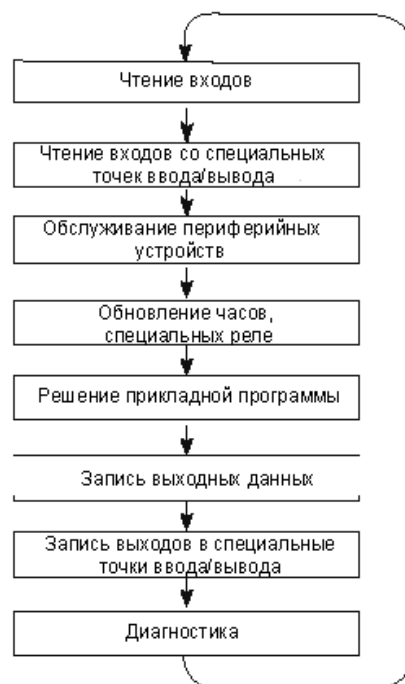 Чтение входов
Чтение входов со специальных
точек ввода/вывода
Обслуживание периферийных
устройств
Обновление часов,
специальных реле
Решение прикладной программы
Запись выходных данных
Запись выходов в специальные
точки ввода/вывода
Диагностика